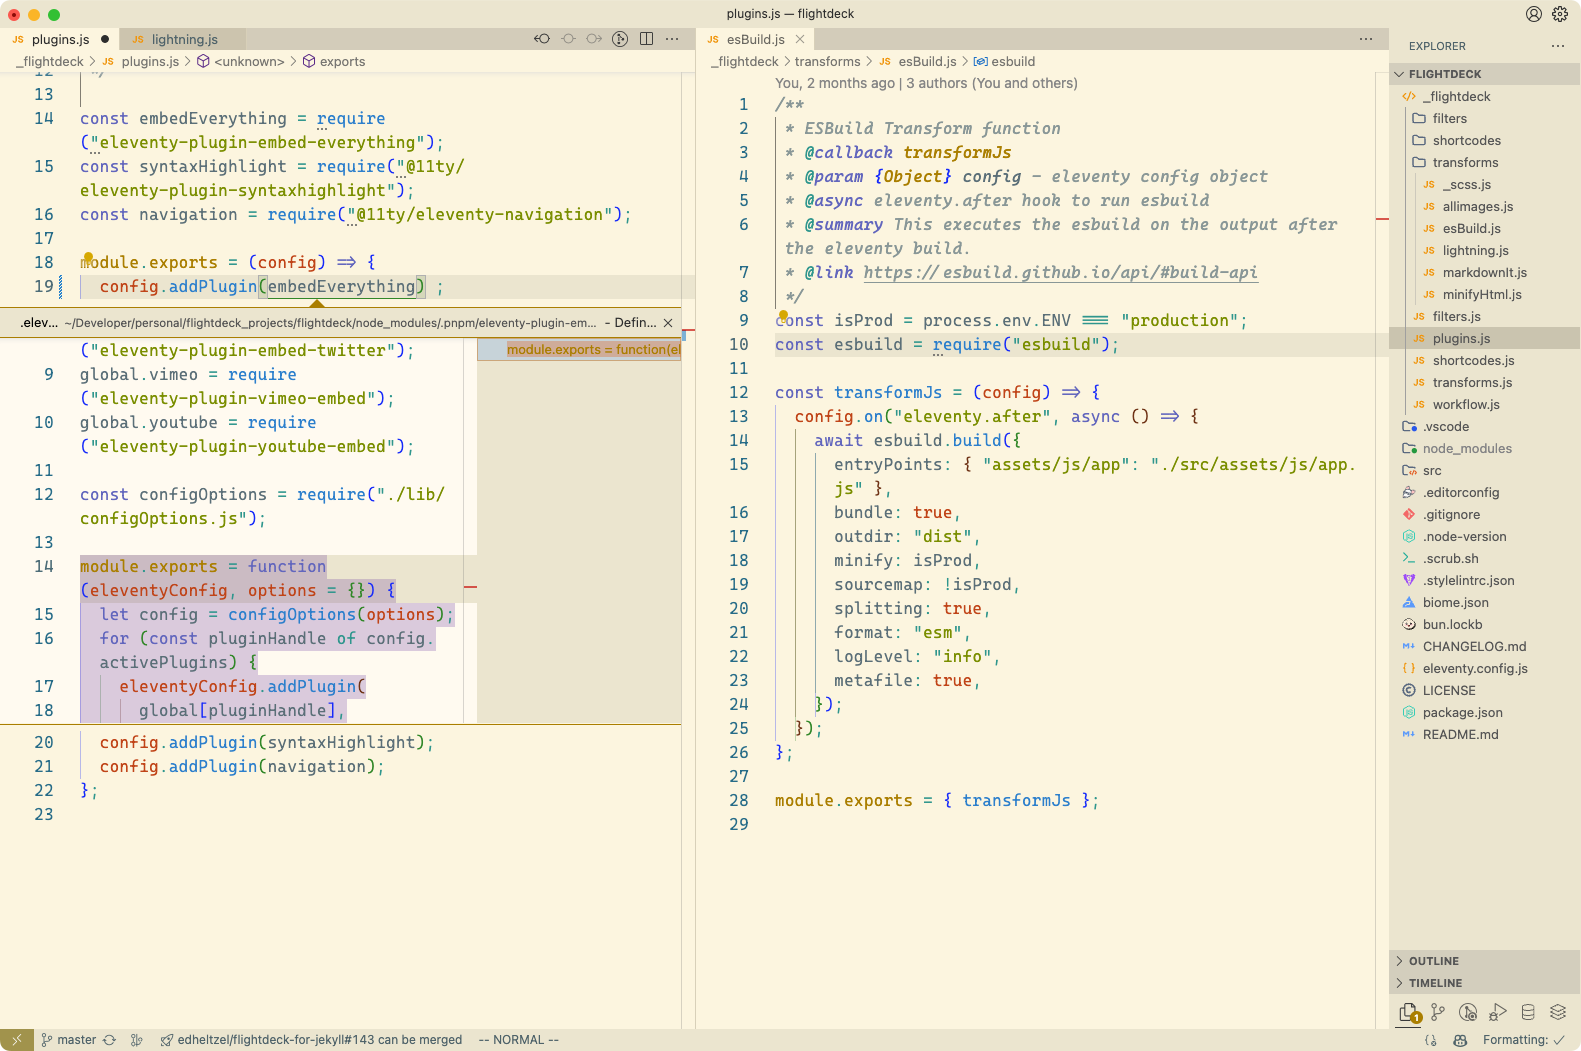 plugins.js — flightdeck
JS plugins.js
JS lightning.js
_flightdeck > JS plugins.js > <unknown> > exports
12 */
13
14 const embedEverything = require
("eleventy-plugin-embed-everything");
15 const syntaxHighlight = require("@11ty/
eleventy-plugin-syntaxhighlight");
16 const navigation = require("@11ty/eleventy-navigation");
17
18 module.exports = (config) => {
19 config.addPlugin(embedEverything) ;
.elev... ~/Developer/personal/flightdeck_projects/flightdeck/node_modules/.pnpm/eleventy-plugin-em... - Defin...
("eleventy-plugin-embed-twitter");
9 global.vimeo = require
("eleventy-plugin-vimeo-embed");
10 global.youtube = require
("eleventy-plugin-youtube-embed");
11
12 const configOptions = require("./lib/
configOptions.js");
13
14 module.exports = function
(eleventyConfig, options = {}) {
15 let config = configOptions(options);
16 for (const pluginHandle of config.
activePlugins) {
17 eleventyConfig.addPlugin(
18 global[pluginHandle],
module.exports = function(el
20 config.addPlugin(syntaxHighlight);
21 config.addPlugin(navigation);
22 };
23
JS esBuild.js
_flightdeck > transforms > JS esBuild.js > esbuild
You, 2 months ago | 3 authors (You and others)
1 /**
2 * ESBuild Transform function
3 * @callback transformJs
4 * @param {Object} config - eleventy config object
5 * @async eleventy.after hook to run esbuild
6 * @summary This executes the esbuild on the output after
the eleventy build.
7 * @link https://esbuild.github.io/api/#build-api
8 */
9 const isProd = process.env.ENV === "production";
10 const esbuild = require("esbuild");
11
12 const transformJs = (config) => {
13 config.on("eleventy.after", async () => {
14 await esbuild.build({
15 entryPoints: { "assets/js/app": "./src/assets/js/app.
js" },
16 bundle: true,
17 outdir: "dist",
18 minify: isProd,
19 sourcemap: !isProd,
20 splitting: true,
21 format: "esm",
22 logLevel: "info",
23 metafile: true,
24 });
25 });
26 };
27
28 module.exports = { transformJs };
29
EXPLORER
FLIGHTDECK
_flightdeck
filters
shortcodes
transforms
JS _scss.js
JS allimages.js
JS esBuild.js
JS lightning.js
JS markdownIt.js
JS minifyHtml.js
JS filters.js
JS plugins.js
JS shortcodes.js
JS transforms.js
JS workflow.js
.vscode
node_modules
src
.editorconfig
.gitignore
.node-version
.scrub.sh
.stylelintrc.json
biome.json
bun.lockb
CHANGELOG.md
eleventy.config.js
LICENSE
package.json
README.md
OUTLINE
TIMELINE
1
master
edheltzel/flightdeck-for-jekyll#143 can be merged
-- NORMAL --
Formatting: ✓